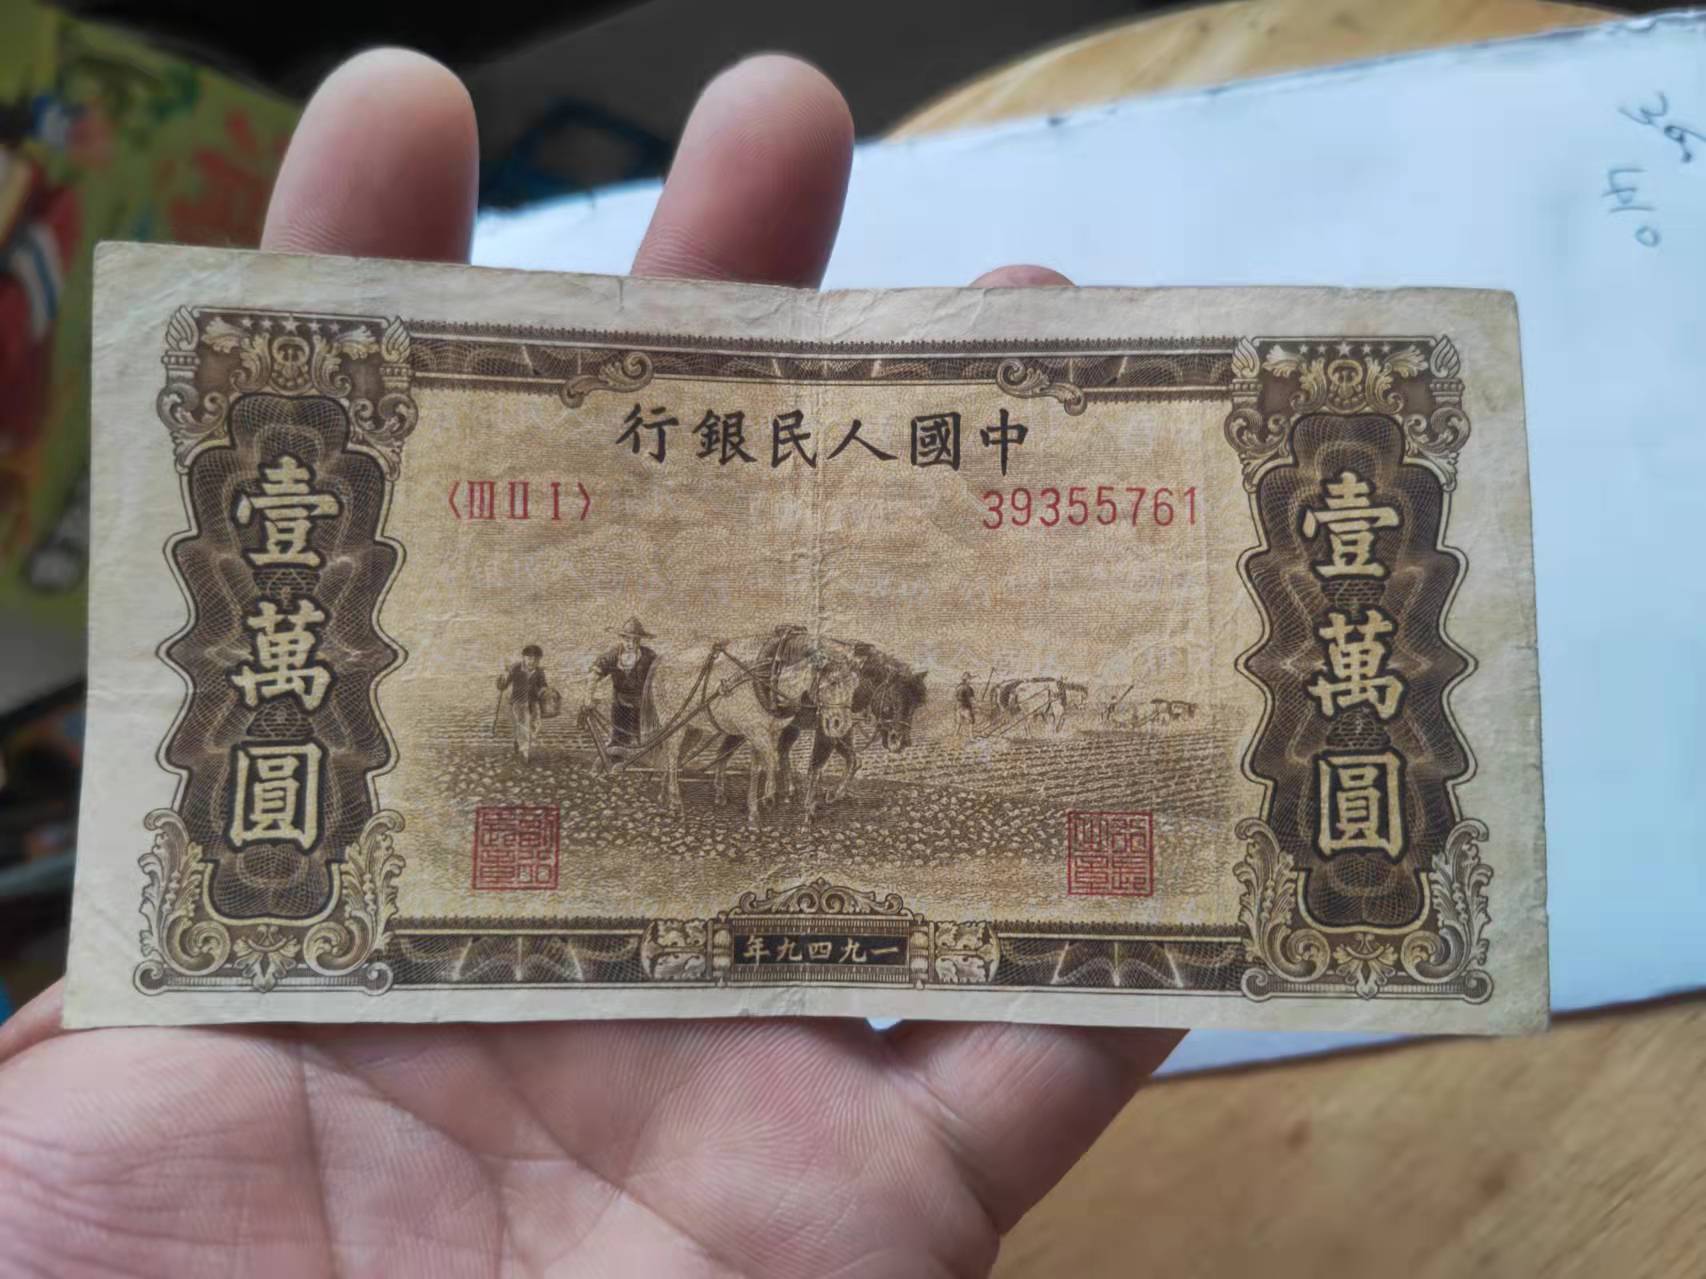 中國人民銀行
〈Ⅲ Ⅱ Ⅰ〉
39355761
壹萬圓
壹萬圓
一九四九年